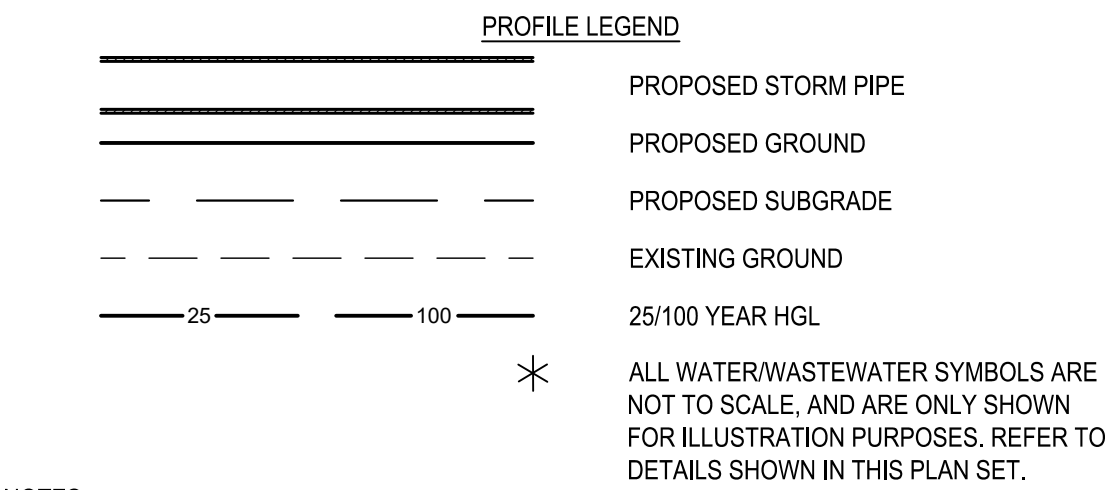 PROFILE LEGEND
PROPOSED STORM PIPE
PROPOSED GROUND
PROPOSED SUBGRADE
EXISTING GROUND
25 100 25/100 YEAR HGL
ALL WATER/WASTEWATER SYMBOLS ARE
NOT TO SCALE, AND ARE ONLY SHOWN
FOR ILLUSTRATION PURPOSES. REFER TO
DETAILS SHOWN IN THIS PLAN SET.